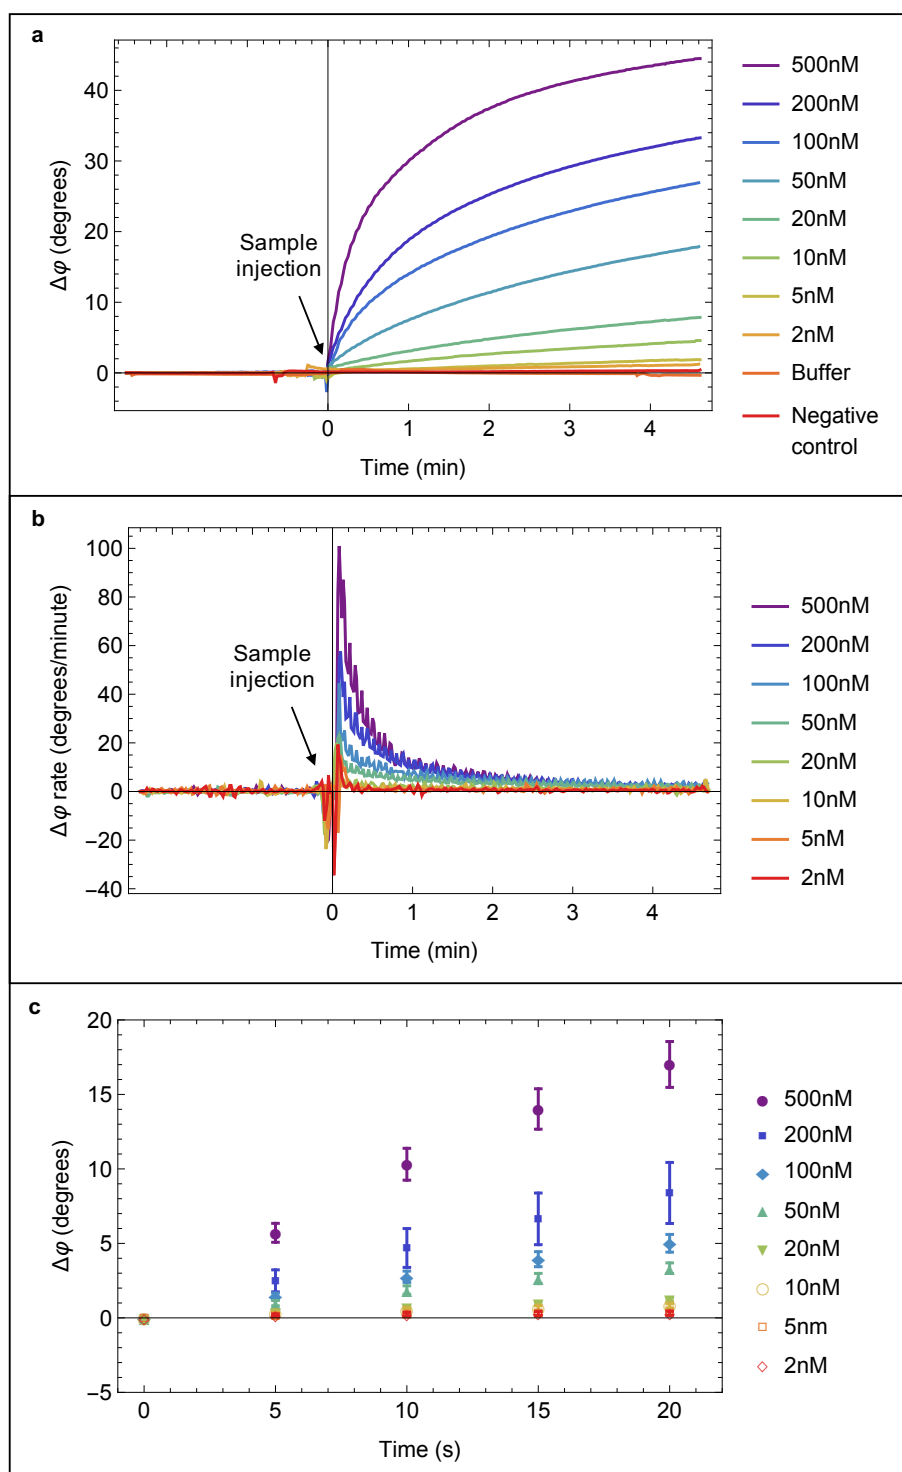 a
Δφ (degrees)
40
30
20
10
0
Sample
injection
0
1
2
3
4
Time (min)
500nM
200nM
100nM
50nM
20nM
10nM
5nM
2nM
Buffer
Negative
control
b
Δφ rate (degrees/minute)
100
80
60
40
20
0
−20
−40
Sample
injection
0
1
2
3
4
Time (min)
500nM
200nM
100nM
50nM
20nM
10nM
5nM
2nM
c
Δφ (degrees)
20
15
10
5
0
−5
0
5
10
15
20
Time (s)
500nM
200nM
100nM
50nM
20nM
10nM
5nm
2nM